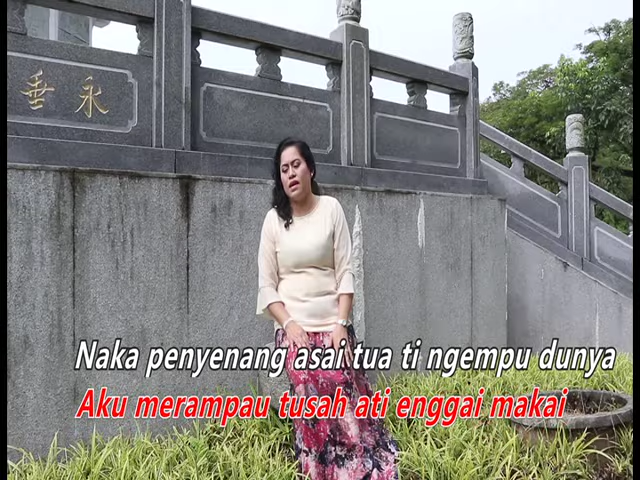 垂永
Naka penyenang asai tua ti ngempu dunya
Aku merampau tusah ati enggai makai